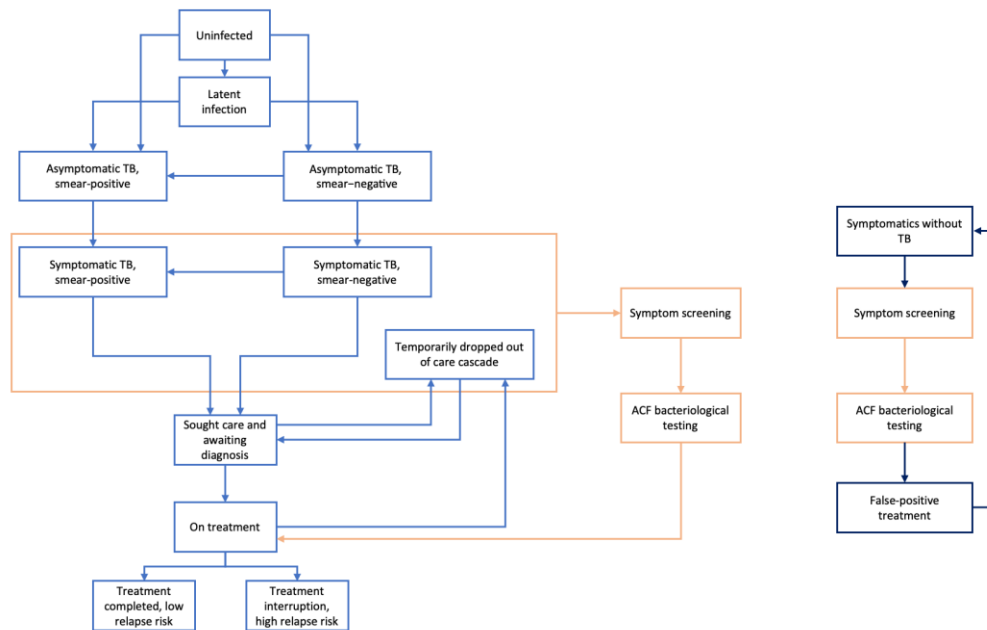 Uninfected
Latent
infection
Asymptomatic TB,
smear-positive
Asymptomatic TB,
smear–negative
Symptomatic TB,
smear-positive
Symptomatic TB,
smear-negative
Temporarily dropped out
of care cascade
Sought care and
awaiting
diagnosis
On treatment
Treatment
completed, low
relapse risk
Treatment
interruption,
high relapse risk
Symptom screening
ACF bacteriological
testing
Symptomatics without
TB
Symptom screening
ACF bacteriological
testing
False-positive
treatment